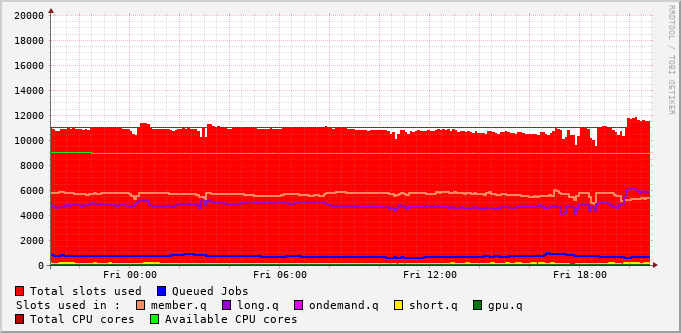 RRDTOOL / TOBI OETIKER
20000
18000
16000
14000
12000
10000
8000
6000
4000
2000
0
Fri 00:00 Fri 06:00 Fri 12:00 Fri 18:00
Total slots used Queued Jobs
Slots used in : member.q long.q ondemand.q short.q gpu.q
Total CPU cores Available CPU cores